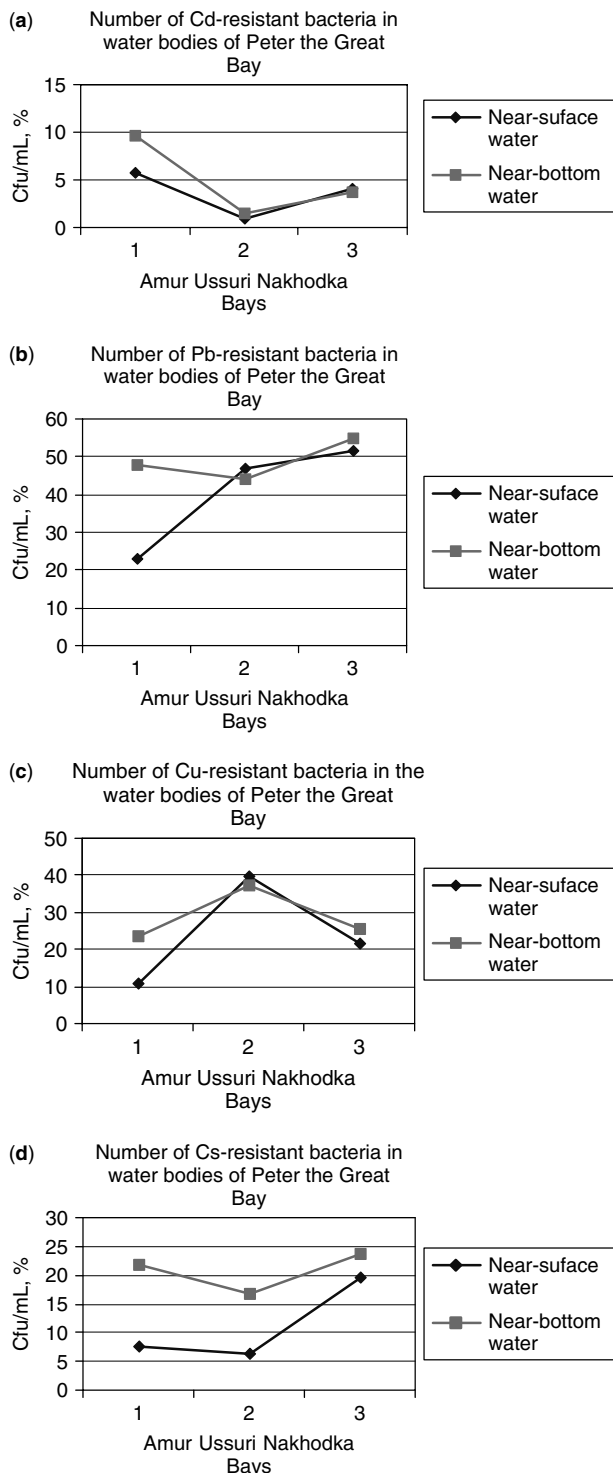 (a) Number of Cd-resistant bacteria in
water bodies of Peter the Great
Bay
Cfu/mL, %
15
10
5
0
1 2 3
Amur Ussuri Nakhodka
Bays
Near-suface
water
Near-bottom
water
(b) Number of Pb-resistant bacteria in
water bodies of Peter the Great
Bay
Cfu/mL, %
60
50
40
30
20
10
0
1 2 3
Amur Ussuri Nakhodka
Bays
Near-suface
water
Near-bottom
water
(c) Number of Cu-resistant bacteria in the
water bodies of Peter the Great
Bay
Cfu/mL, %
50
40
30
20
10
0
1 2 3
Amur Ussuri Nakhodka
Bays
Near-suface
water
Near-bottom
water
(d) Number of Cs-resistant bacteria in
water bodies of Peter the Great
Bay
Cfu/mL, %
30
25
20
15
10
5
0
1 2 3
Amur Ussuri Nakhodka
Bays
Near-suface
water
Near-bottom
water